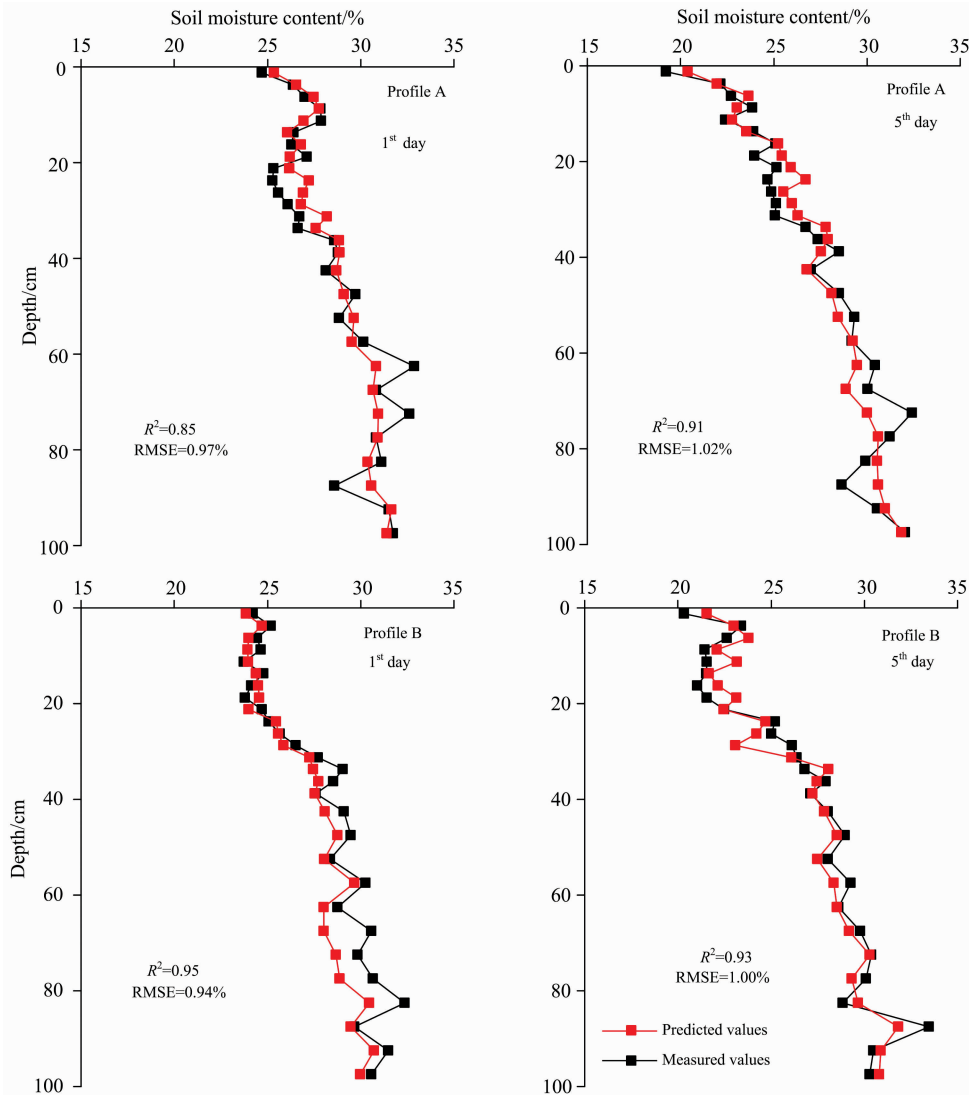 Soil moisture content/%
Soil moisture content/%
15 20 25 30 35
15 20 25 30 35
0
20
40
60
80
100
Depth/cm
Profile A
1st day
R²=0.85
RMSE=0.97%
0
20
40
60
80
100
Profile A
5th day
R²=0.91
RMSE=1.02%
15 20 25 30 35
15 20 25 30 35
0
20
40
60
80
100
Depth/cm
Profile B
1st day
R²=0.95
RMSE=0.94%
0
20
40
60
80
100
Profile B
5th day
R²=0.93
RMSE=1.00%
Predicted values
Measured values